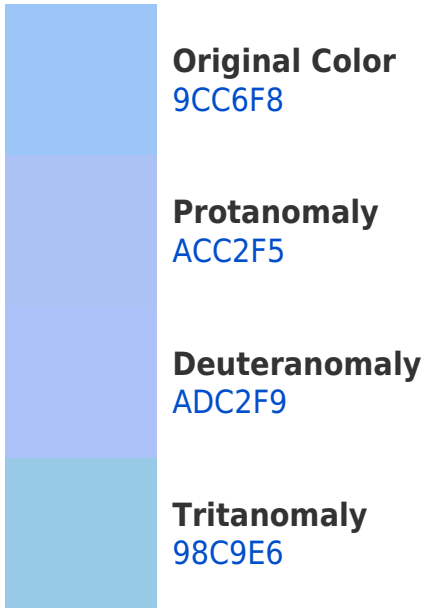 Original Color
9CC6F8
Protanomaly
ACC2F5
Deuteranomaly
ADC2F9
Tritanomaly
98C9E6